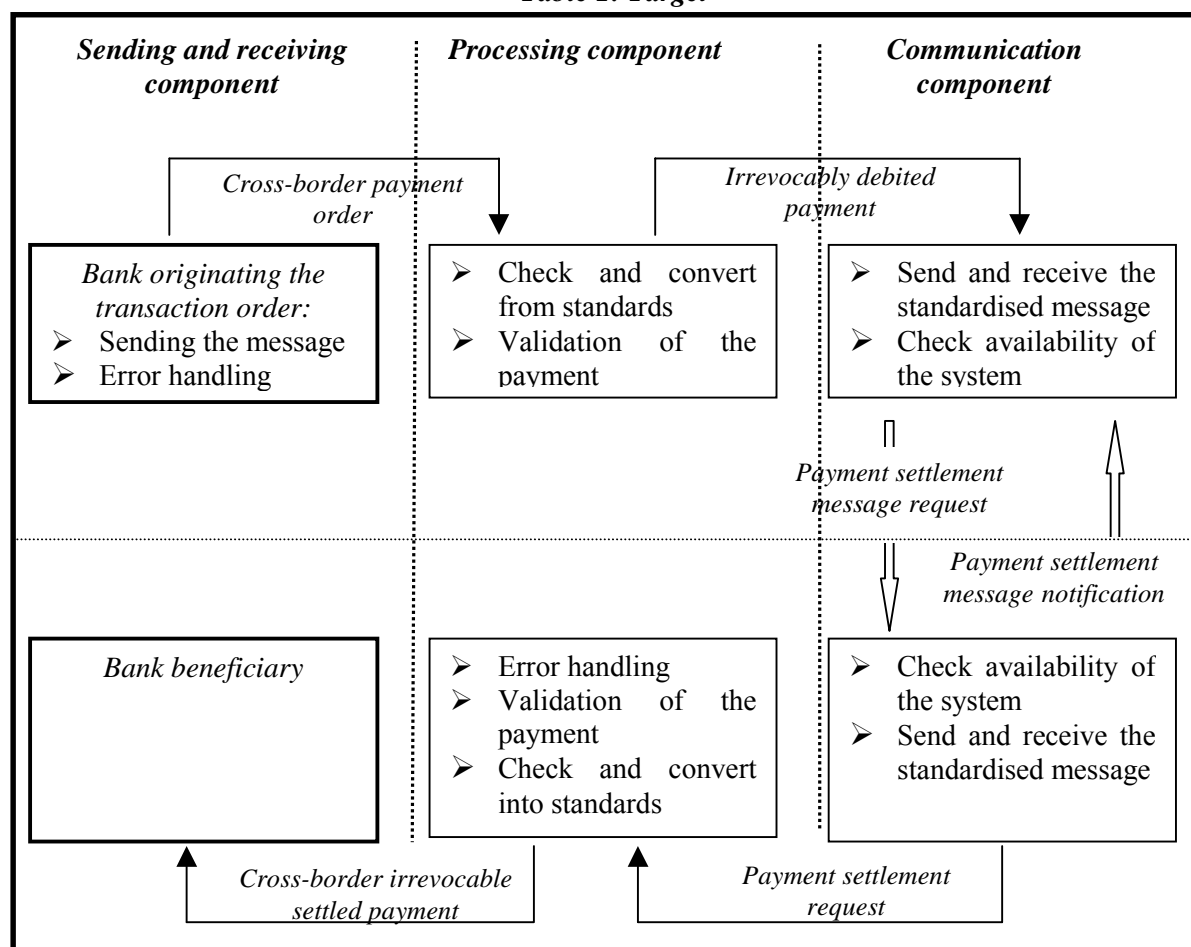 Sending and receiving
component
Processing component
Communication
component
Cross-border payment
order
Irrevocably debited
payment
Bank originating the
transaction order:
➢ Sending the message
➢ Error handling
➢ Check and convert
from standards
➢ Validation of the
payment
➢ Send and receive the
standardised message
➢ Check availability of
the system
Payment settlement
message request
Payment settlement
message notification
Bank beneficiary
➢ Error handling
➢ Validation of the
payment
➢ Check and convert
into standards
➢ Check availability of
the system
➢ Send and receive the
standardised message
Cross-border irrevocable
settled payment
Payment settlement
request